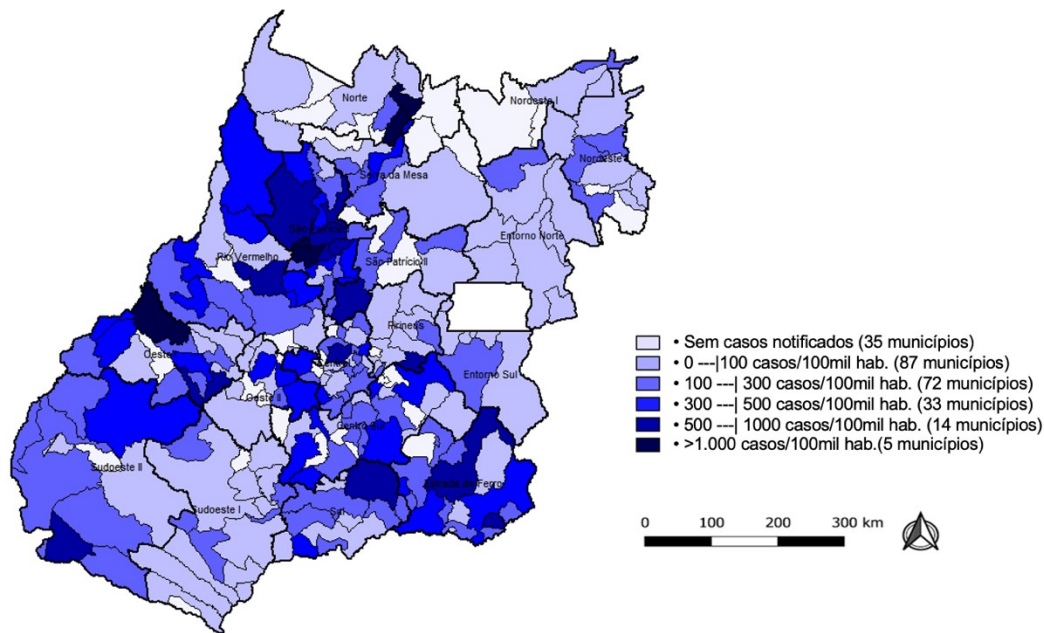 Norte
Nordeste I
Nordeste
Serra da Mesa
São Patrício I
Entorno Norte
Rio Vermelho
São Patrício II
Pirineus
Oeste I
Central
Entorno Sul
Oeste II
Centro Sul
Sudoeste II
Estrada de Ferro
Sudoeste I
Sul
• Sem casos notificados (35 municípios)
• 0 ---|100 casos/100mil hab. (87 municípios)
• 100 ---| 300 casos/100mil hab. (72 municípios)
• 300 ---| 500 casos/100mil hab. (33 municípios)
• 500 ---| 1000 casos/100mil hab. (14 municípios)
• >1.000 casos/100mil hab.(5 municípios)
0 100 200 300 km